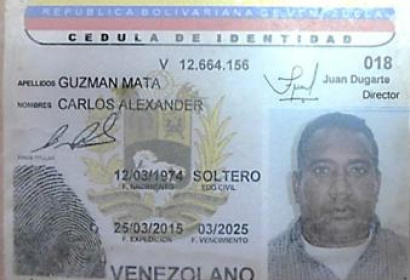 REPUBLICA BOLIVARIANA DE VENEZUELA
CEDULA DE IDENTIDAD
V 12.664.156 018
APELLIDOS GUZMAN MATA
Juan Dugarte
Director
NOMBRES CARLOS ALEXANDER
FIRMA TITULAR
12/03/1974 SOLTERO
F. NACIMIENTO EDO CIVIL
25/03/2015 03/2025
F. EXPEDICION F. VENCIMIENTO
VENEZOLANO